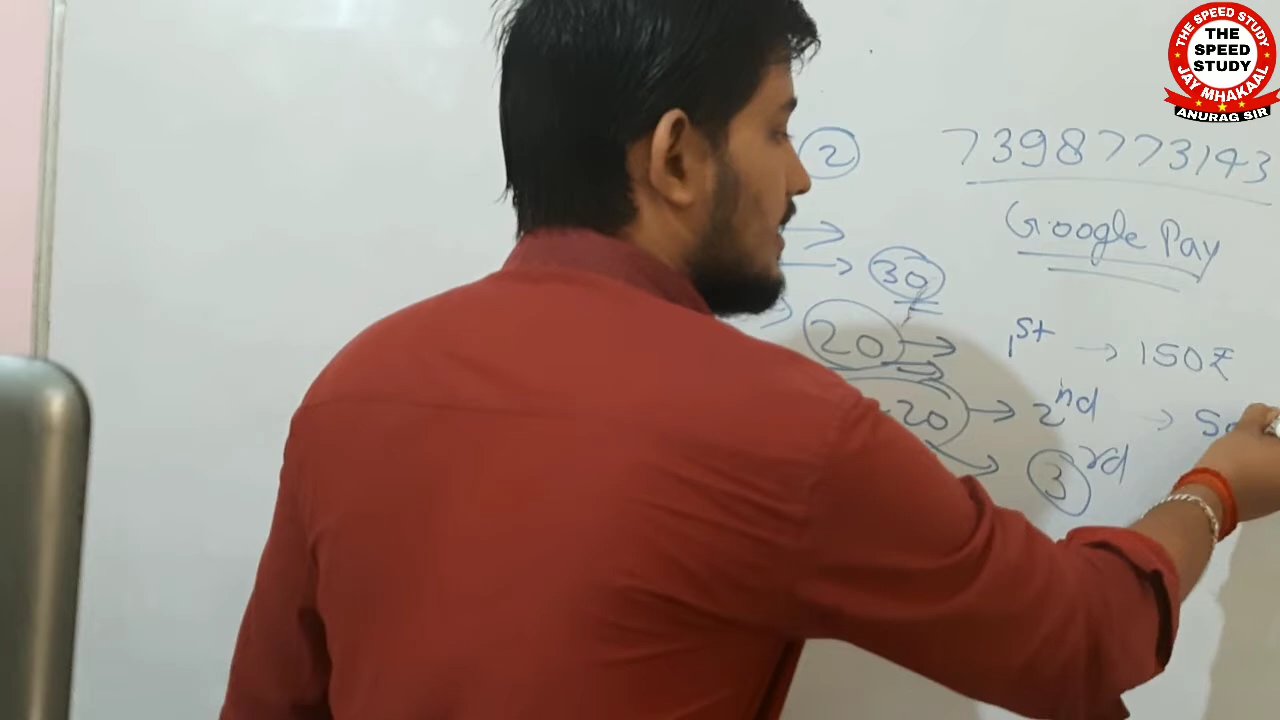 THE SPEED STUDY
THE
SPEED
STUDY
JAY MHAKAAL
ANURAG SIR
2
7398773143
Google Pay
30
20
1st → 150₹
20 → 2nd →
3rd